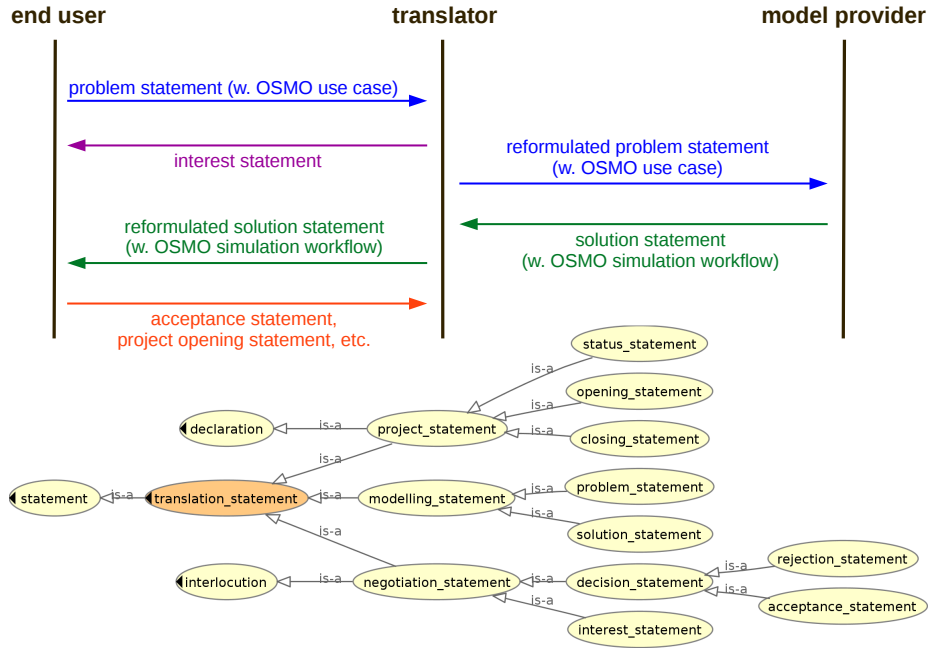 end user
translator
model provider
problem statement (w. OSMO use case)
interest statement
reformulated problem statement
(w. OSMO use case)
reformulated solution statement
(w. OSMO simulation workflow)
solution statement
(w. OSMO simulation workflow)
acceptance statement,
project opening statement, etc.
status_statement
is-a
opening_statement
is-a
declaration
is-a
project_statement
is-a
closing_statement
is-a
problem_statement
statement
is-a
translation_statement
is-a
modelling_statement
is-a
is-a
solution_statement
is-a
rejection_statement
interlocution
is-a
negotiation_statement
is-a
decision_statement
is-a
is-a
acceptance_statement
is-a
interest_statement